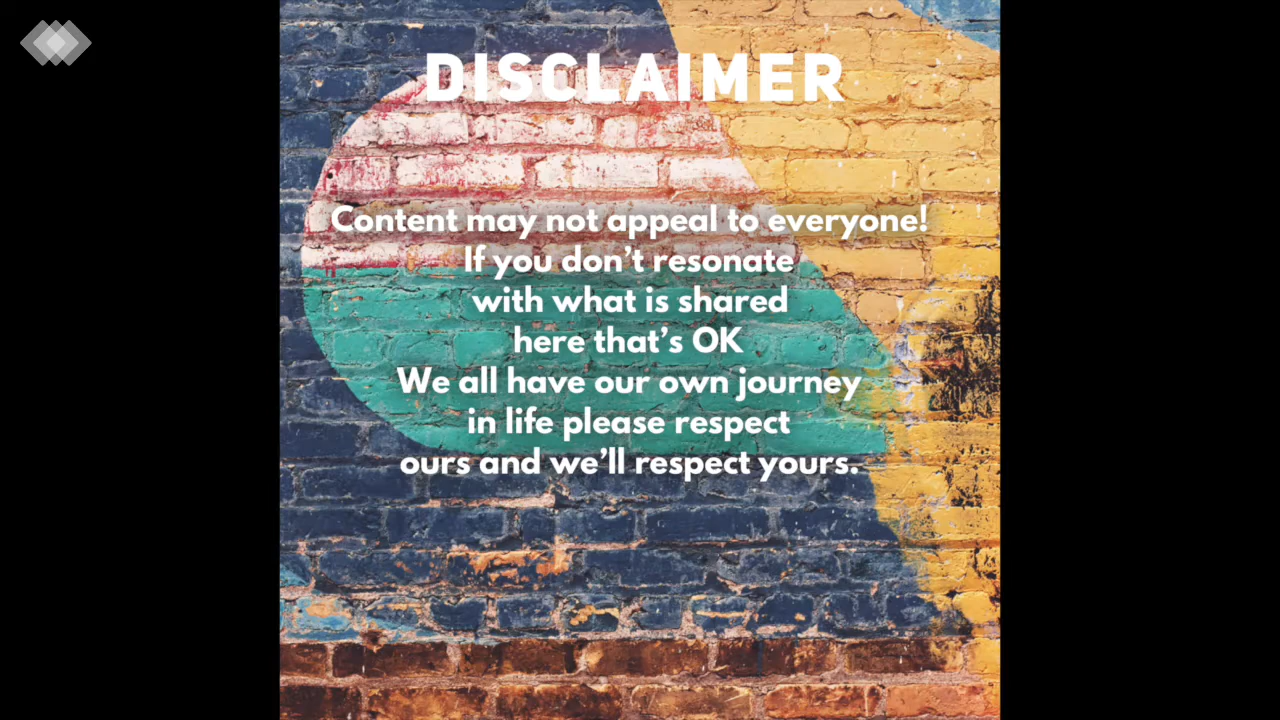 DISCLAIMER
Content may not appeal to everyone!
If you don't resonate
with what is shared
here that's OK
We all have our own journey
in life please respect
ours and we'll respect yours.